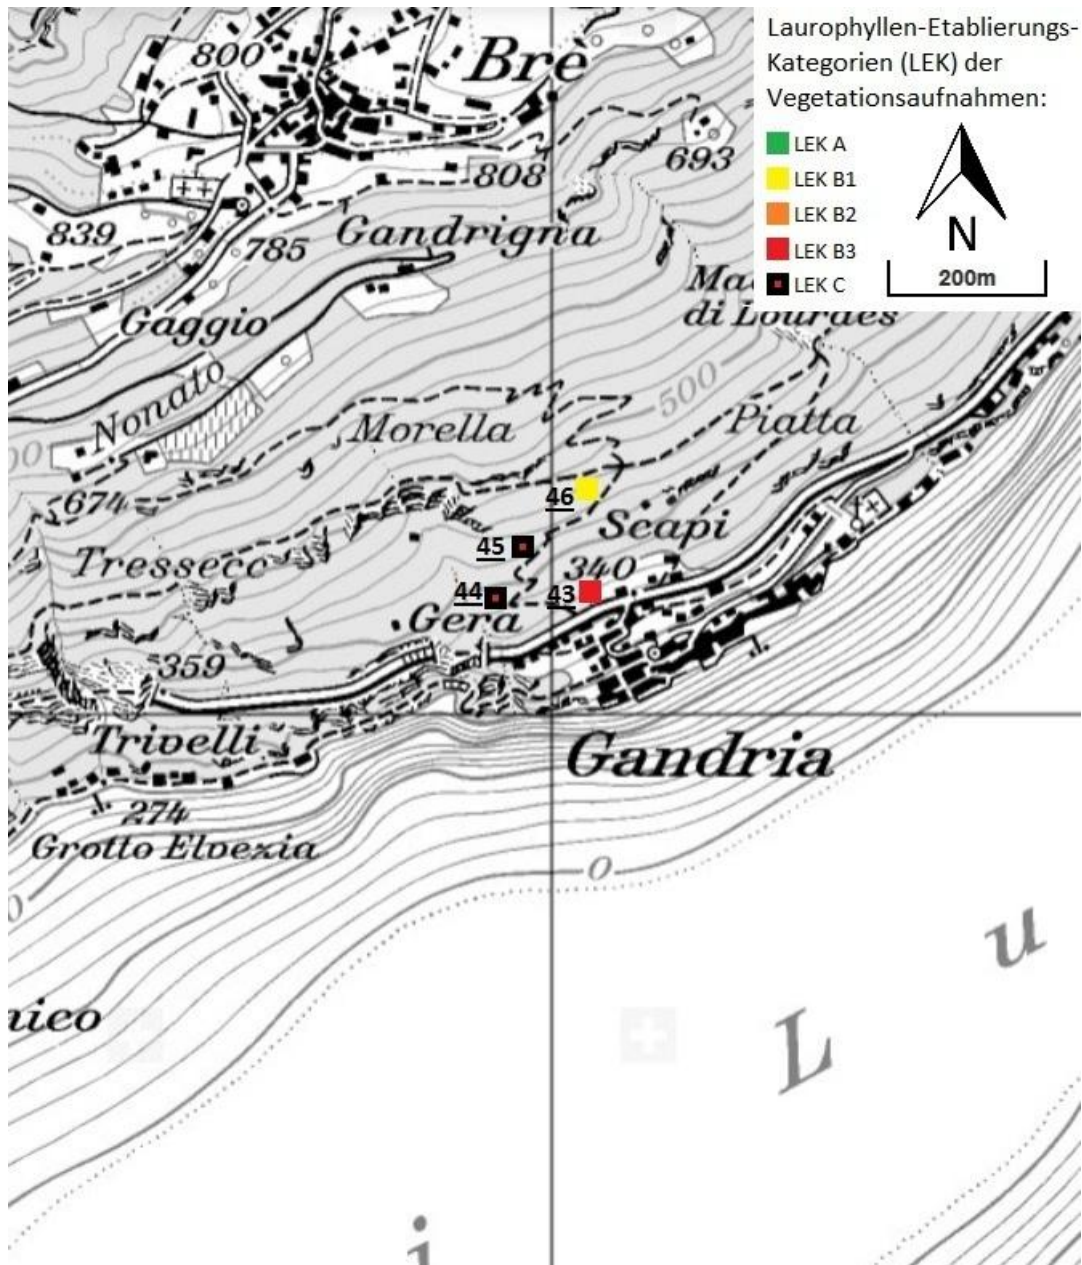 Laurophyllen-Etablierungs-
Kategorien (LEK) der
Vegetationsaufnahmen:
LEK A
LEK B1
LEK B2
LEK B3
LEK C
N
200m
800
Brè
808
693
Gandrigna
839
785
Gaggio
di Lourdes
Nonato
500
Morella
Piatta
674
46
Scapi
45
Tresseco
340
44
43
Gera
359
Trivelli
Gandria
274
Grotto Elvezia
0
u
nico
L
i